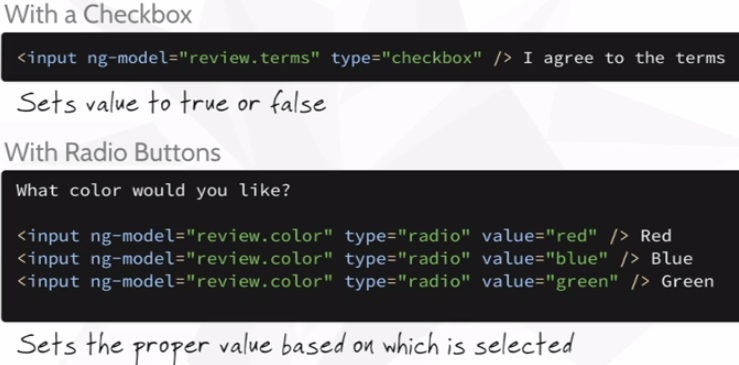 With a Checkbox
<input ng-model="review.terms" type="checkbox" /> I agree to the terms
Sets value to true or false
With Radio Buttons
What color would you like?
<input ng-model="review.color" type="radio" value="red" /> Red
<input ng-model="review.color" type="radio" value="blue" /> Blue
<input ng-model="review.color" type="radio" value="green" /> Green
Sets the proper value based on which is selected